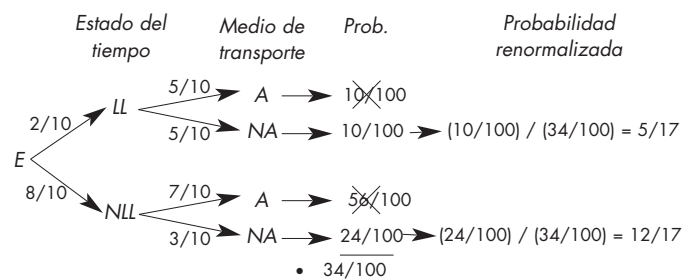 Estado del tiempo Medio de transporte Prob. Probabilidad renormalizada
5/10 A 10/100
2/10 LL
5/10 NA 10/100 (10/100) / (34/100) = 5/17
E
8/10 7/10 A 56/100
NLL
3/10 NA 24/100 (24/100) / (34/100) = 12/17
• 34/100